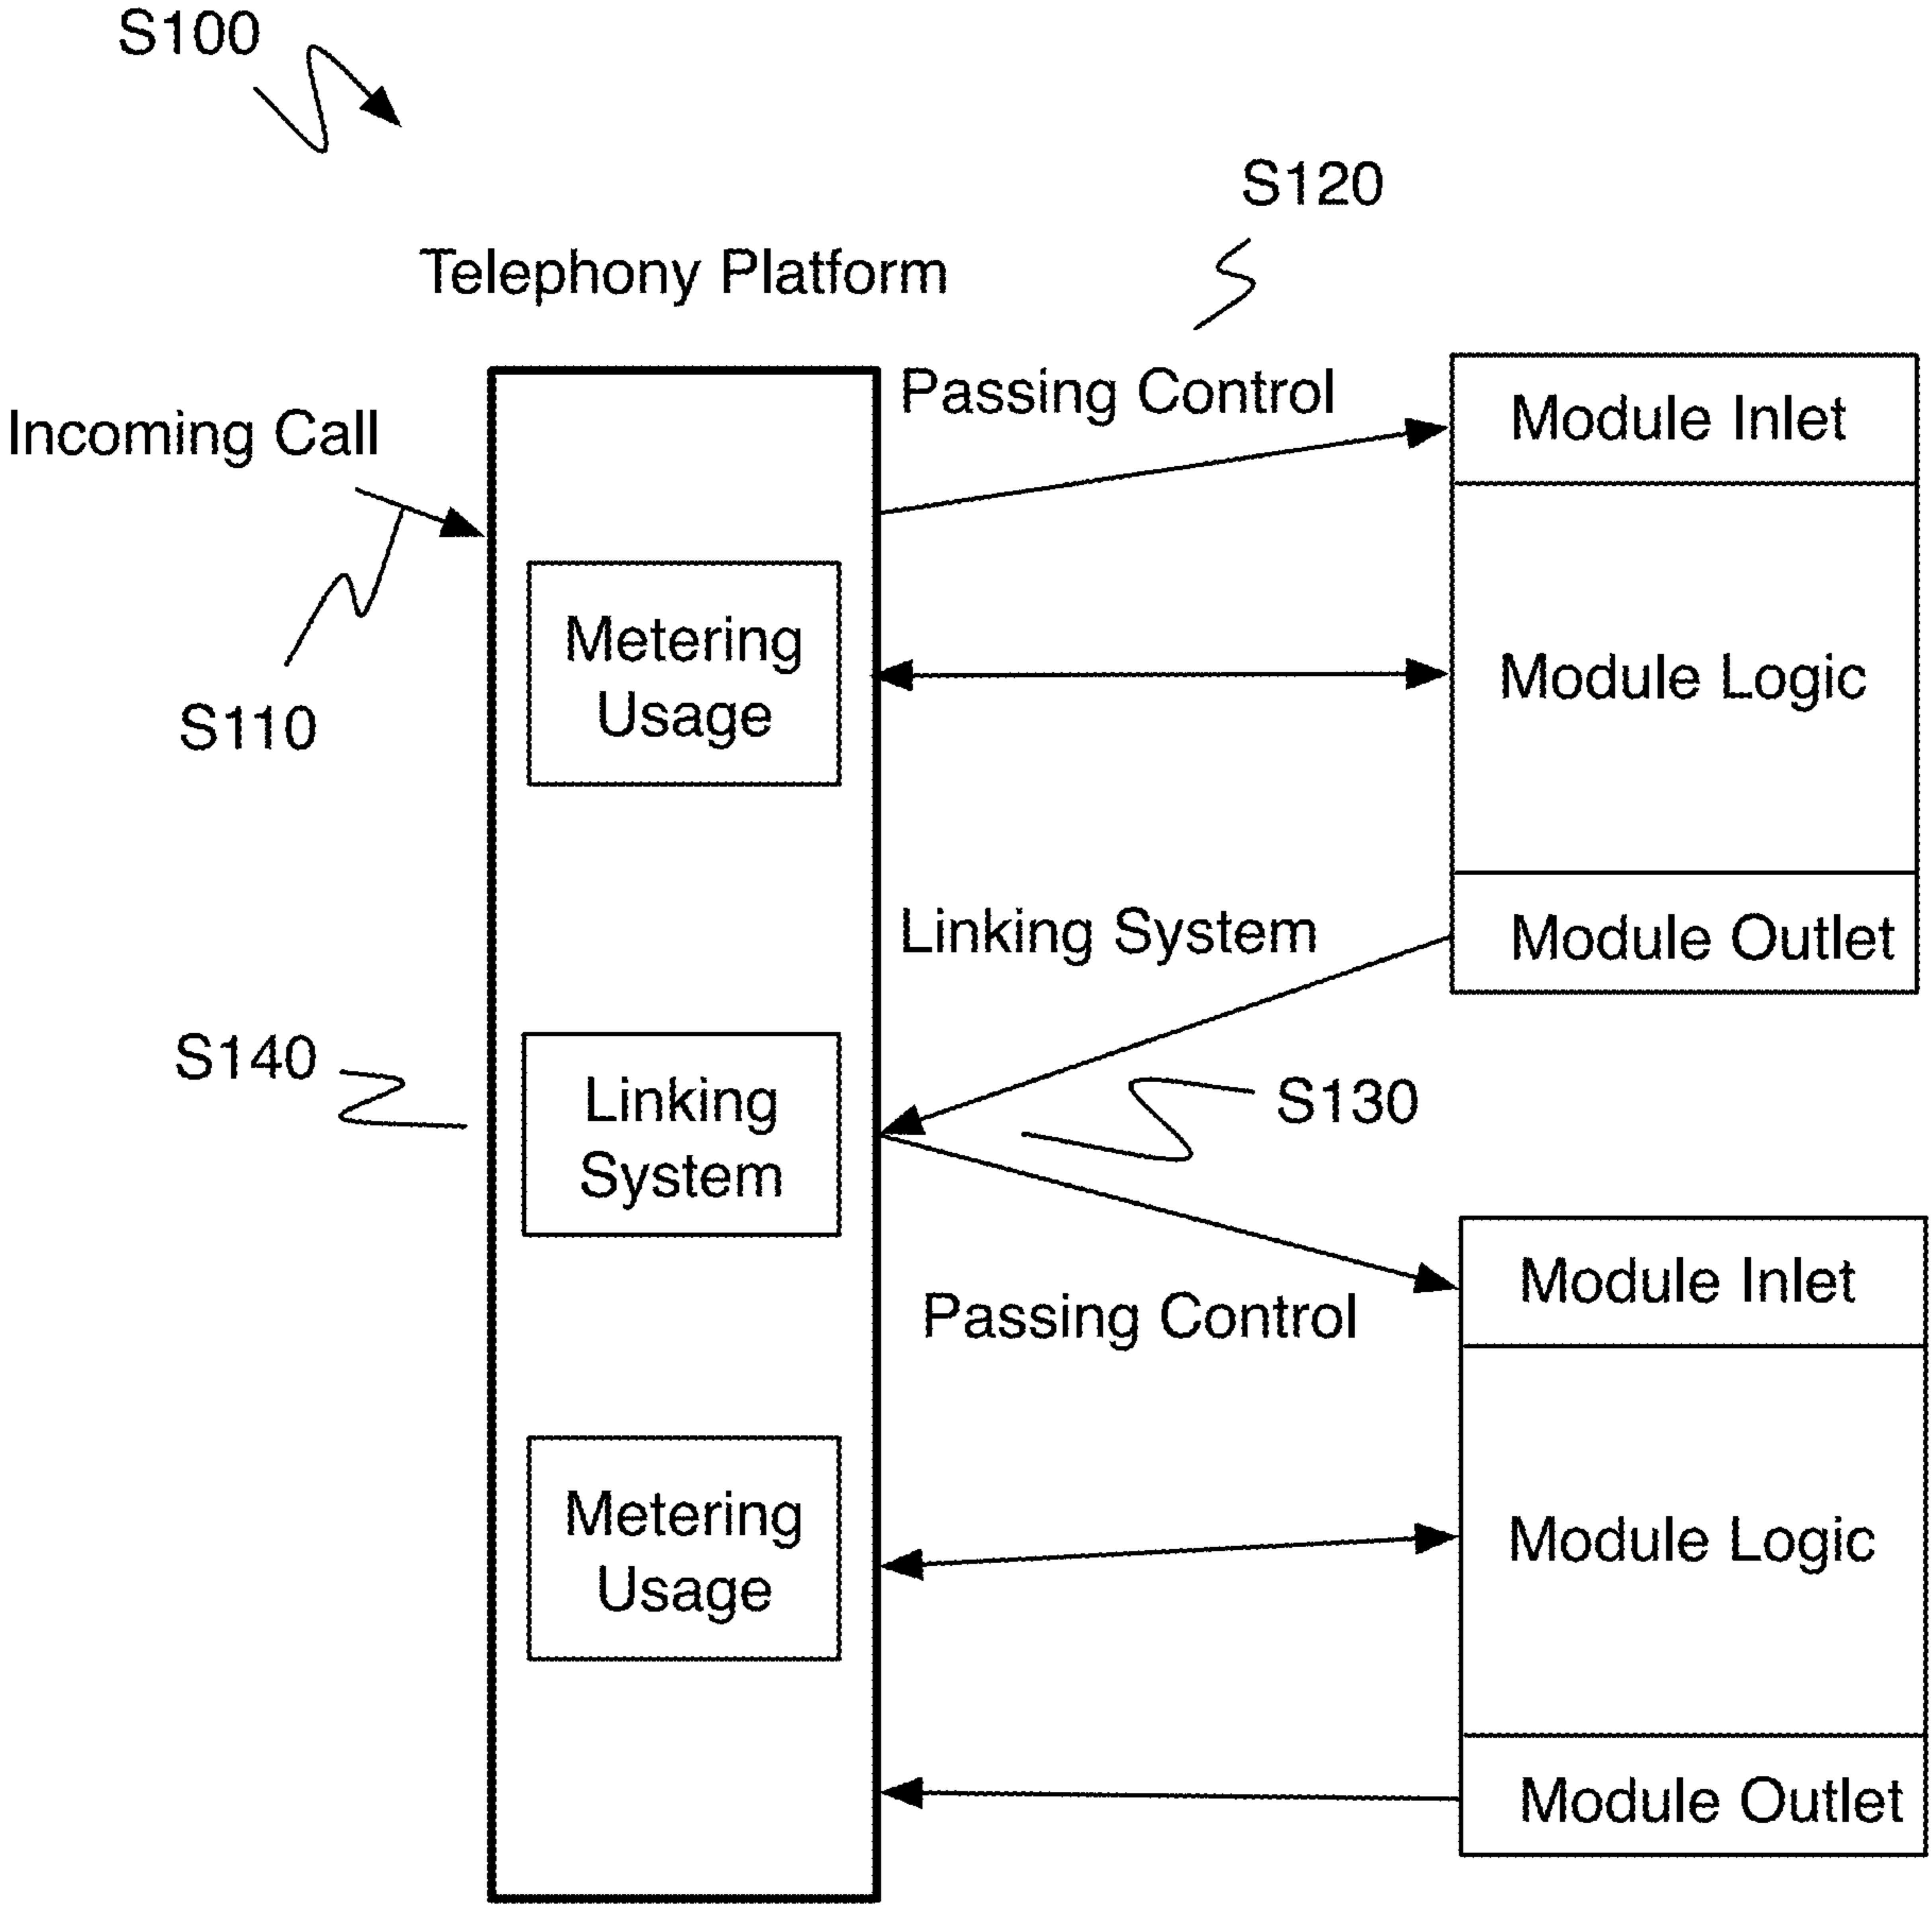 S100
S120
Telephony Platform
Passing Control
Module Inlet
Incoming Call
Metering
Usage
Module Logic
S110
Linking System
Module Outlet
S140
Linking
System
S130
Module Inlet
Passing Control
Metering
Usage
Module Logic
Module Outlet